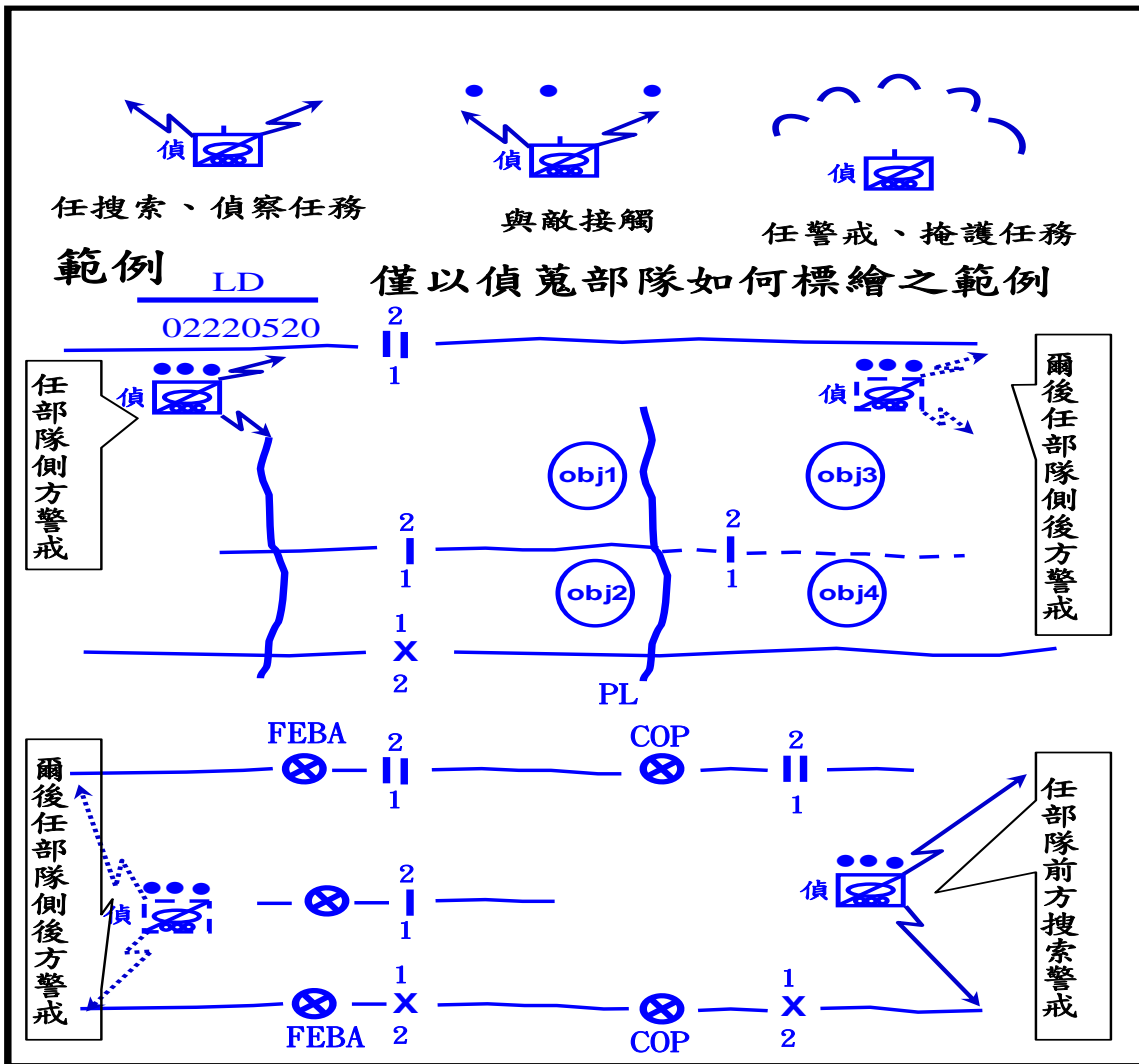 偵
偵
偵
任搜索、偵察任務
與敵接觸
任警戒、掩護任務
範例
僅以偵蒐部隊如何標繪之範例
LD
02220520
2
1
偵
偵
任部隊側方警戒
爾後任部隊側後方警戒
obj1
obj3
2
1
2
1
obj2
obj4
1
X
2
PL
FEBA
2
1
COP
2
1
爾後任部隊側後方警戒
任部隊前方搜索警戒
偵
偵
2
1
1
X
2
1
X
2
FEBA
COP